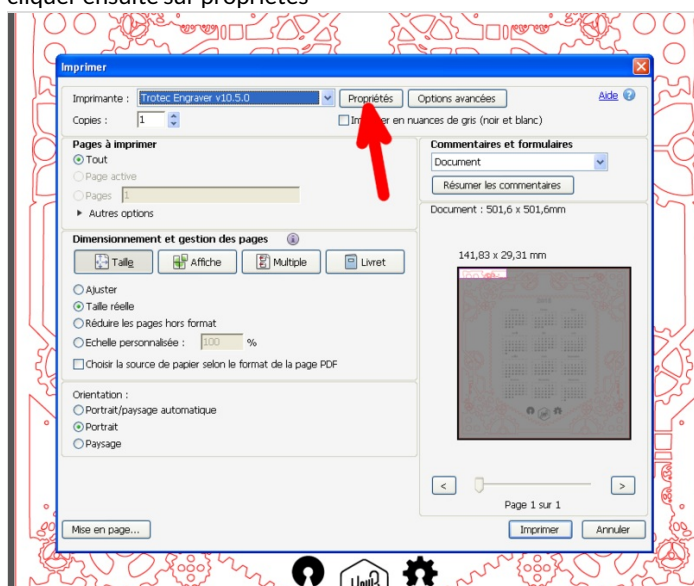 cliquer ensuite sur propriétés
Imprimer
Imprimante : Trotec Engraver v10.5.0 Propriétés Options avancées Aide
Copies : 1 Imprimer en nuances de gris (noir et blanc)
Pages à imprimer
Tout
Page active
Pages 1
Autres options
Commentaires et formulaires
Document
Résumer les commentaires
Document : 501,6 x 501,6mm
Dimensionnement et gestion des pages
Taille Affiche Multiple Livret
Ajuster
Taille réelle
Réduire les pages hors format
Echelle personnalisée : 100 %
Choisir la source de papier selon le format de la page PDF
141,83 x 29,31 mm
Orientation :
Portrait/paysage automatique
Portrait
Paysage
< >
Page 1 sur 1
Mise en page... Imprimer Annuler